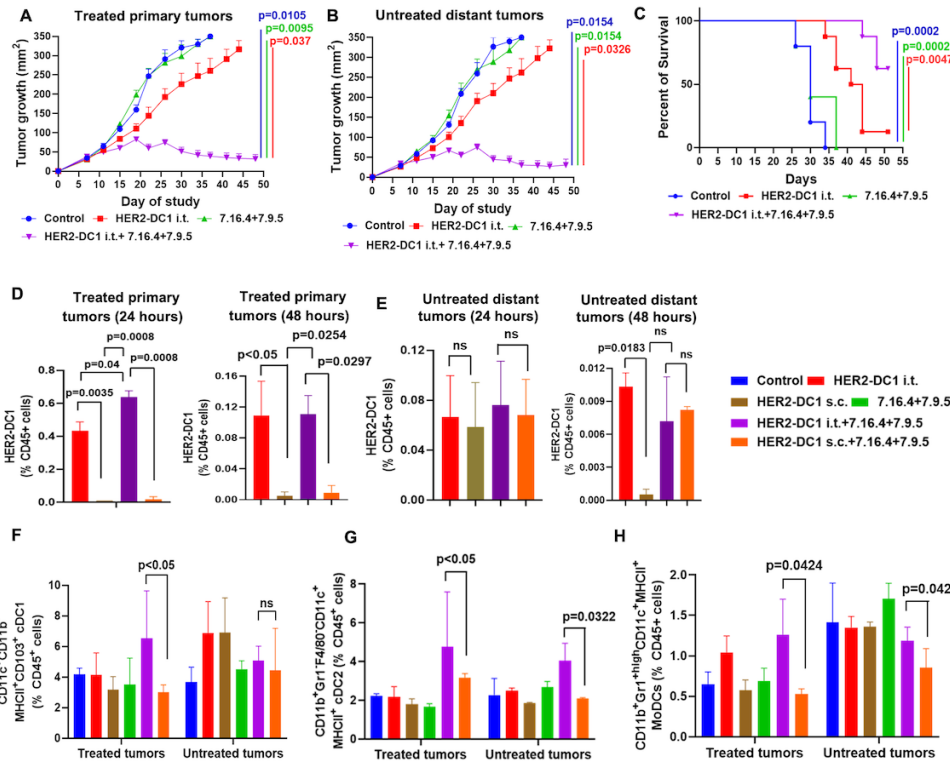 A
Treated primary tumors
p=0.0105
p=0.0095
p=0.037
Tumor growth (mm²)
350
300
250
200
150
100
50
0
0 5 10 15 20 25 30 35 40 45 50
Day of study
Control HER2-DC1 i.t. 7.16.4+7.9.5
HER2-DC1 i.t.+ 7.16.4+7.9.5
B
Untreated distant tumors
p=0.0154
p=0.0154
p=0.0326
Tumor growth (mm²)
350
300
250
200
150
100
50
0
0 5 10 15 20 25 30 35 40 45 50
Day of study
Control HER2-DC1 i.t. 7.16.4+7.9.5
HER2-DC1 i.t.+ 7.16.4+7.9.5
C
p=0.0002
p=0.0002
p=0.0047
Percent of Survival
100
50
0
0 5 10 15 20 25 30 35 40 45 50 55
Days
Control HER2-DC1 i.t. 7.16.4+7.9.5
HER2-DC1 i.t.+7.16.4+7.9.5
D
Treated primary
tumors (24 hours)
p=0.0008
p=0.04
p=0.0008
p=0.0035
HER2-DC1
(% CD45+ cells)
0.8
0.6
0.4
0.2
0.0
Treated primary
tumors (48 hours)
p=0.0254
p<0.05
p=0.0297
HER2-DC1
(% CD45+ cells)
0.16
0.12
0.08
0.04
0.00
E
Untreated distant
tumors (24 hours)
ns
ns
HER2-DC1
(% CD45+ cells)
0.12
0.08
0.04
0.00
Untreated distant
tumors (48 hours)
ns
p=0.0183
ns
HER2-DC1
(% CD45+ cells)
0.012
0.009
0.006
0.003
0.000
Control HER2-DC1 i.t.
HER2-DC1 s.c. 7.16.4+7.9.5
HER2-DC1 i.t.+7.16.4+7.9.5
HER2-DC1 s.c.+7.16.4+7.9.5
F
p<0.05
ns
CD11c⁺CD11b⁻
MHCII⁺CD103⁺ cDC1
(% CD45⁺ cells)
10
8
6
4
2
0
Treated tumors Untreated tumors
G
p<0.05
p=0.0322
CD11b⁺Gr1⁻F4/80⁻CD11c⁺
MHCII⁺ cDC2 (% CD45⁺ cells)
8
6
4
2
0
Treated tumors Untreated tumors
H
p=0.0424
p=0.042
CD11b⁺Gr1⁺ʰⁱᵍʰCD11c⁺MHCII⁺
MoDCs (% CD45+ cells)
2.0
1.5
1.0
0.5
0.0
Treated tumors Untreated tumors